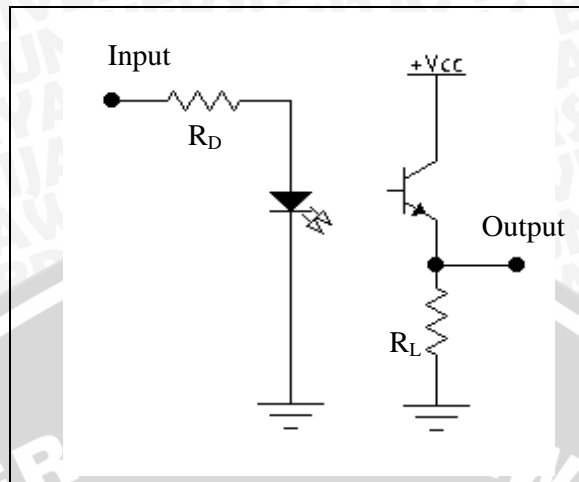 Input
+Vcc
R_D
Output
R_L